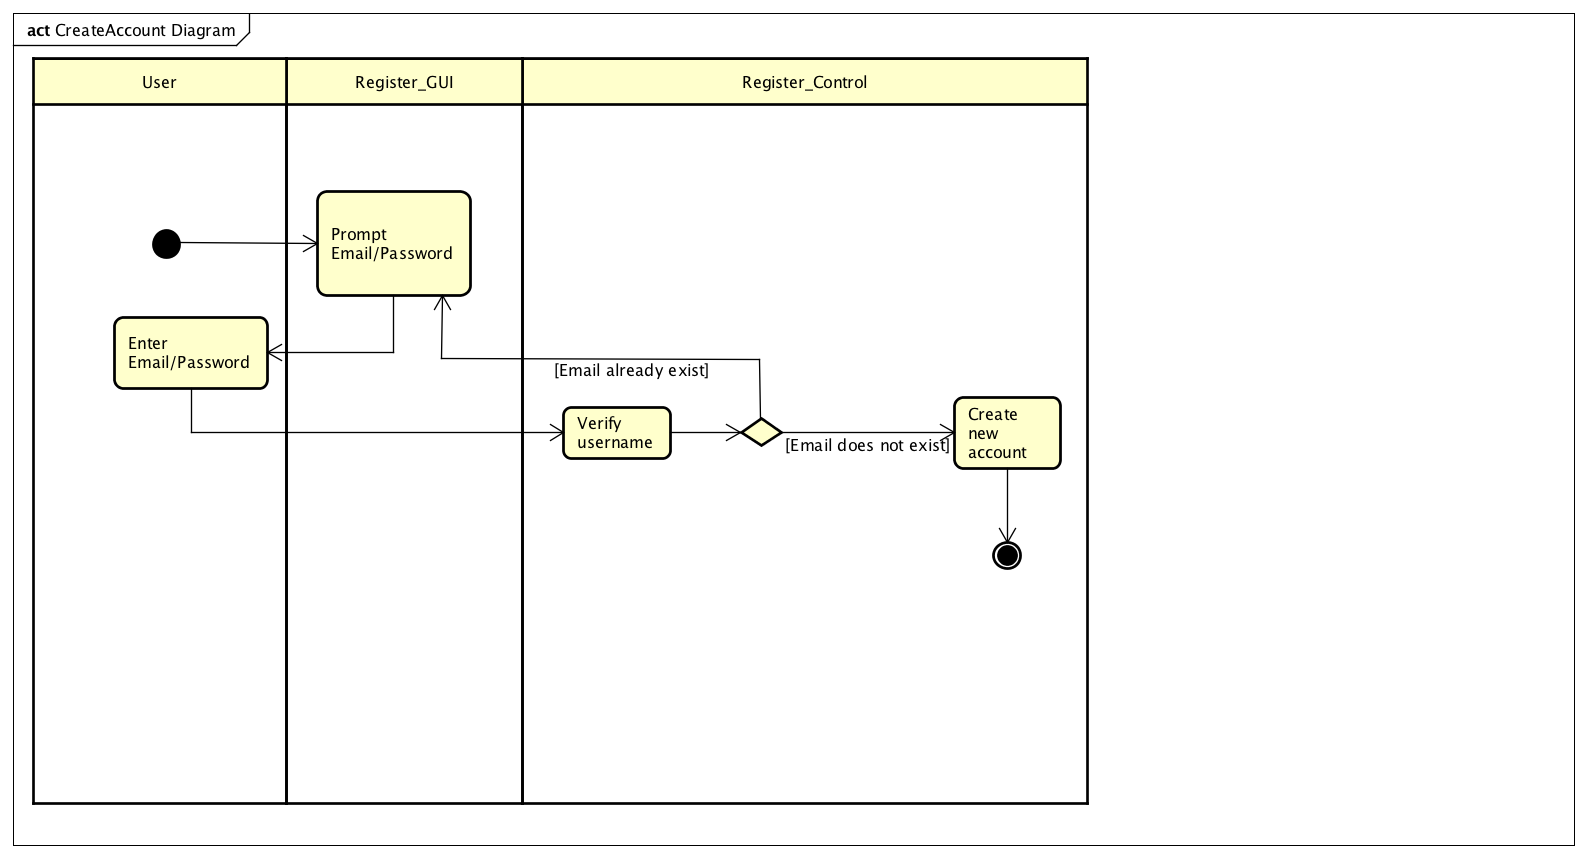 act CreateAccount Diagram
User
Register_GUI
Register_Control
Prompt
Email/Password
Enter
Email/Password
[Email already exist]
Verify
username
[Email does not exist]
Create
new
account